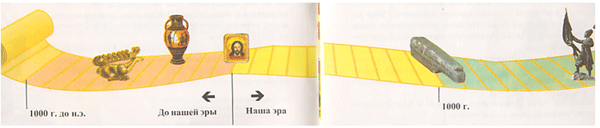 1000 г. до н.э.
До нашей эры
Наша эра
1000 г.